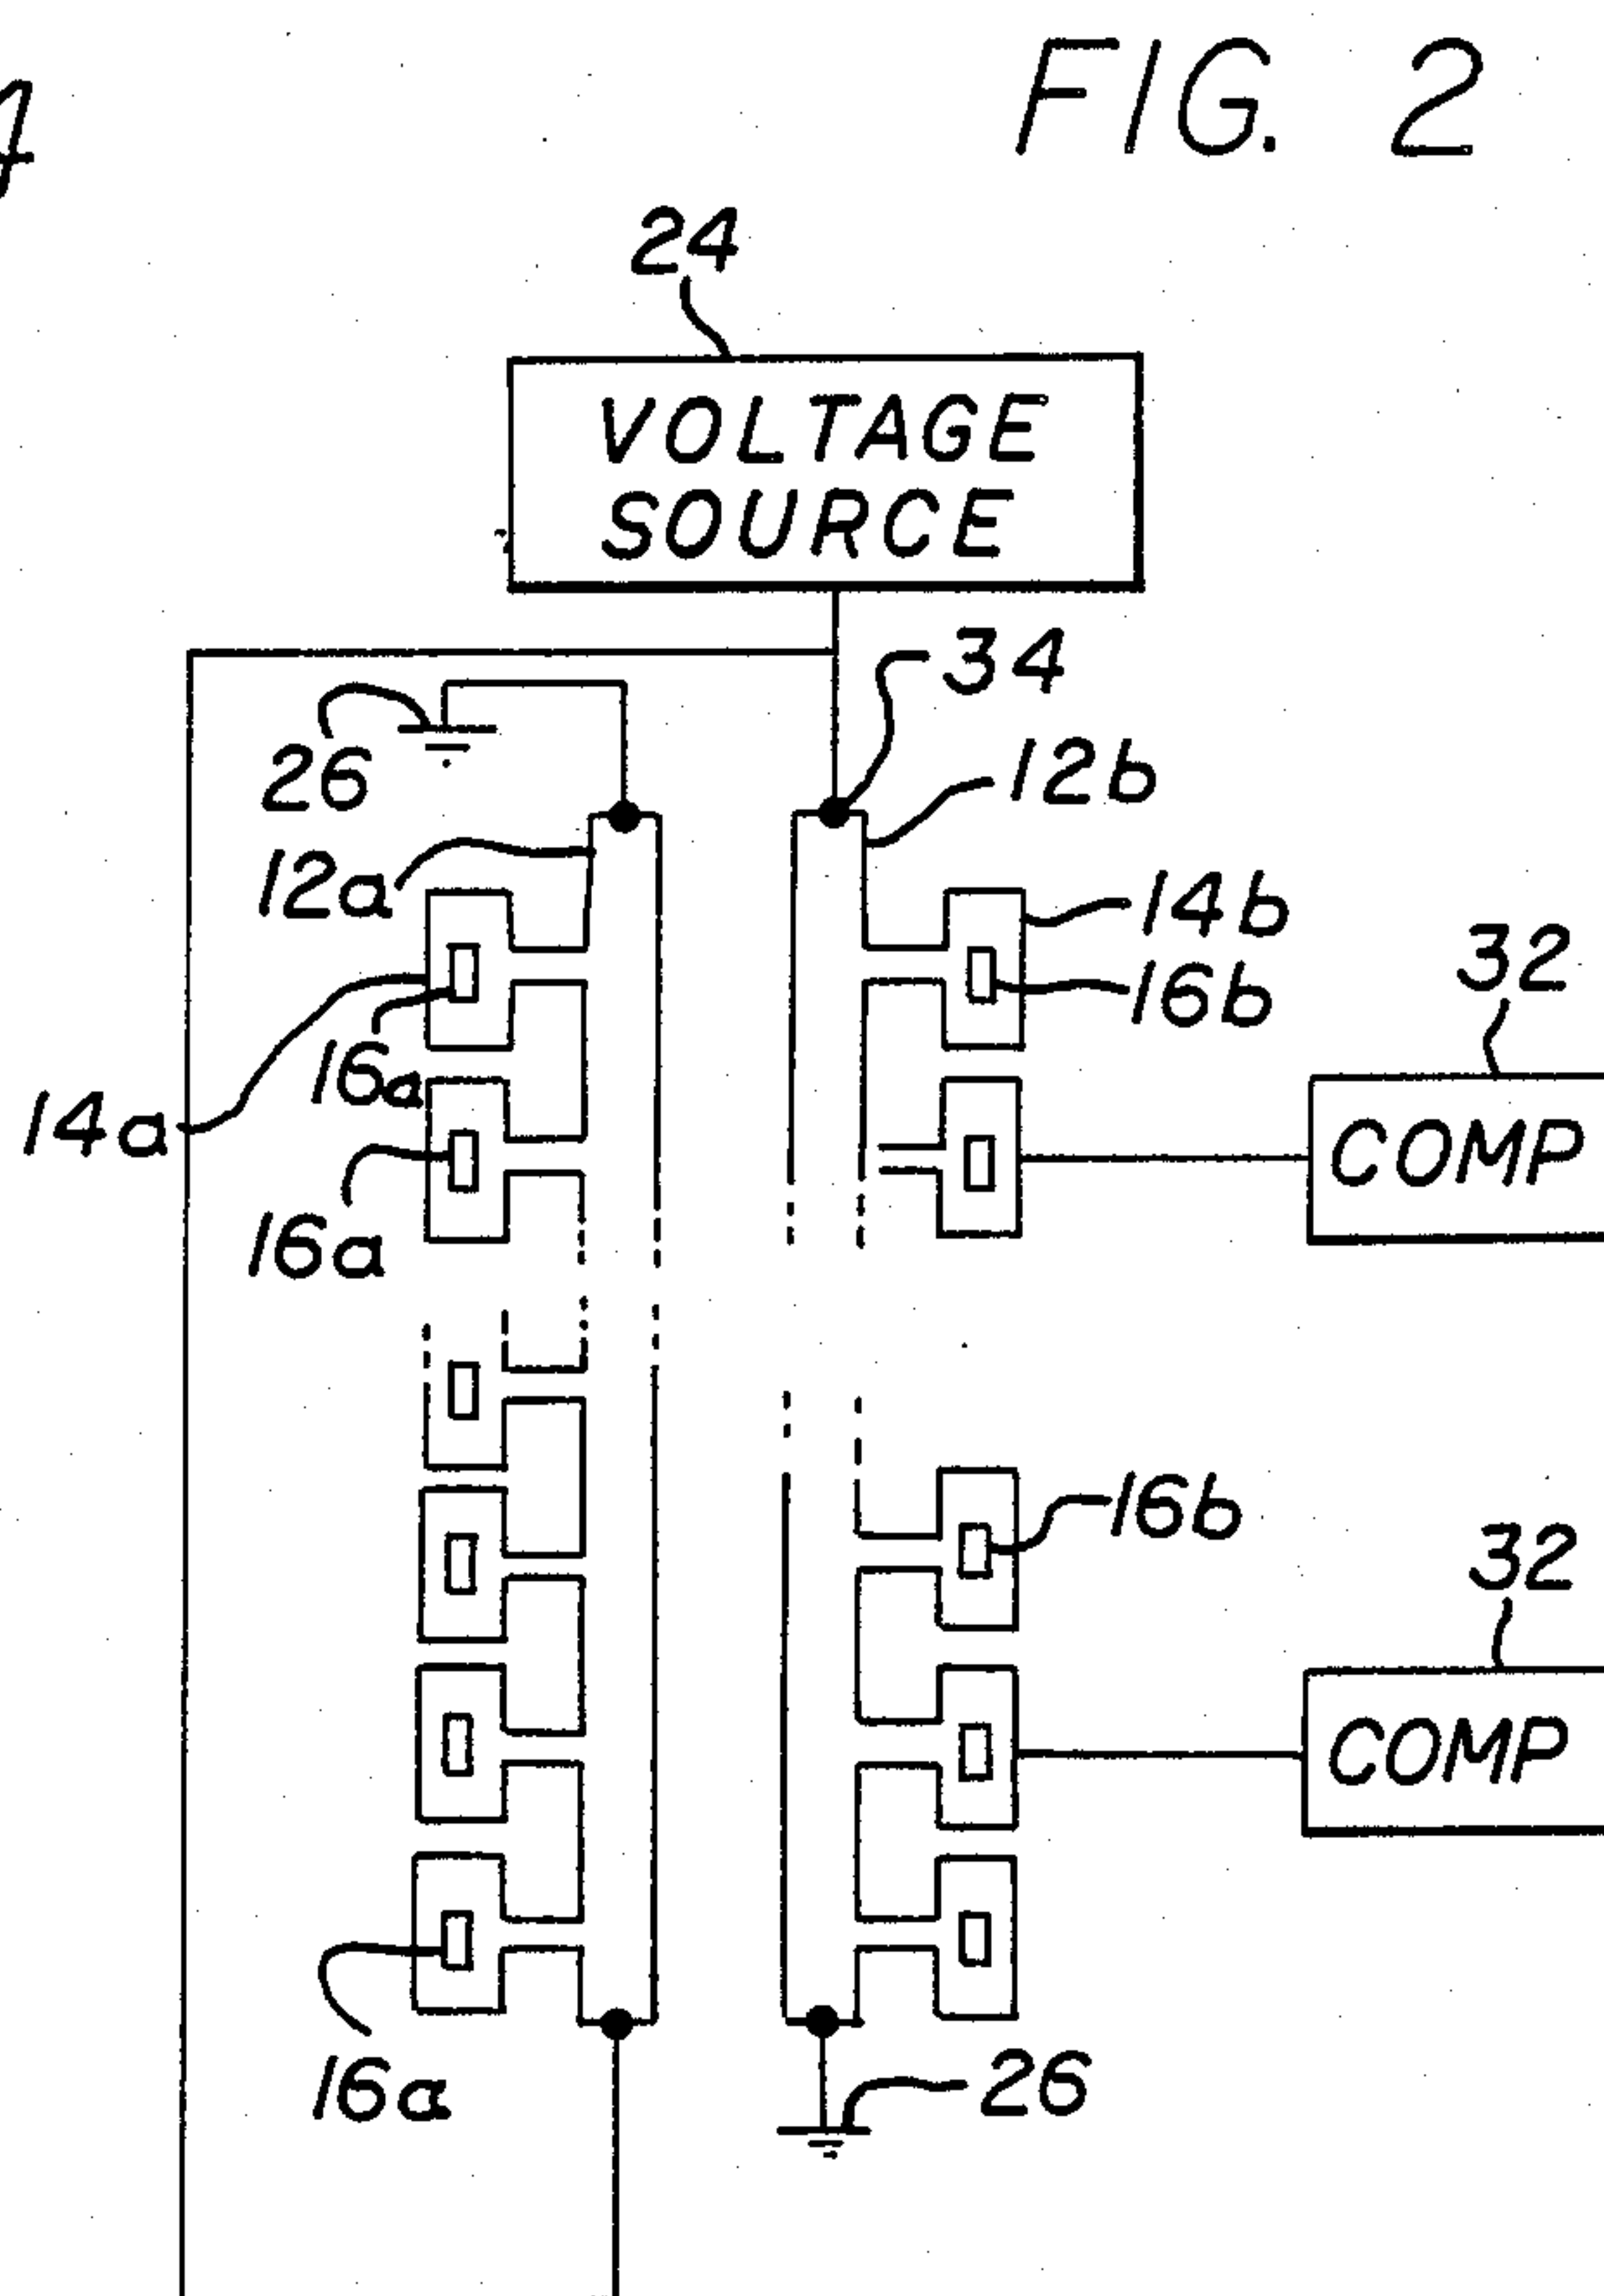 FIG. 2
24
VOLTAGE
SOURCE
34
26
12b
12a
14b
16b
32
16a
14a
COMP
16a
16b
32
COMP
16a
26